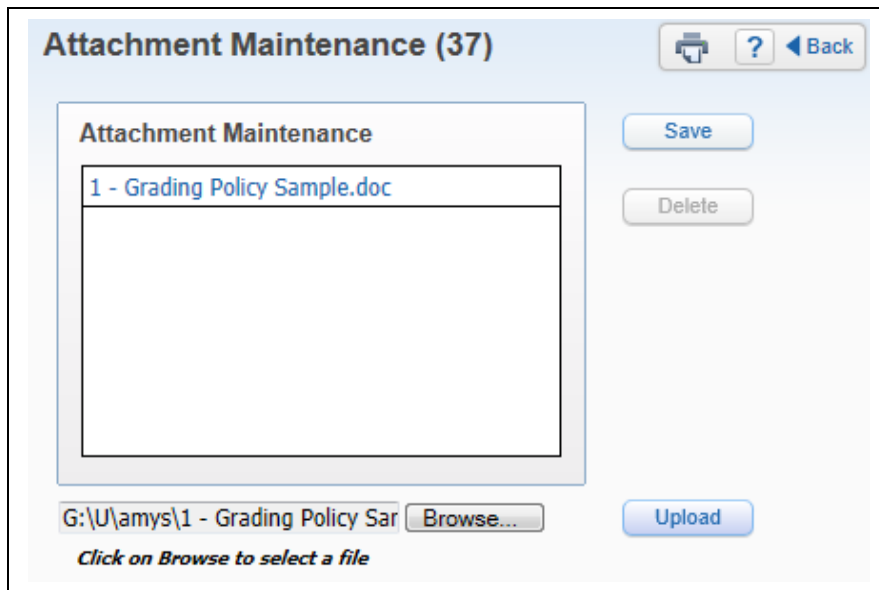 Attachment Maintenance (37)
? Back
Attachment Maintenance
Save
1 - Grading Policy Sample.doc
Delete
G:\U\amys\1 - Grading Policy Sar Browse...
Upload
Click on Browse to select a file